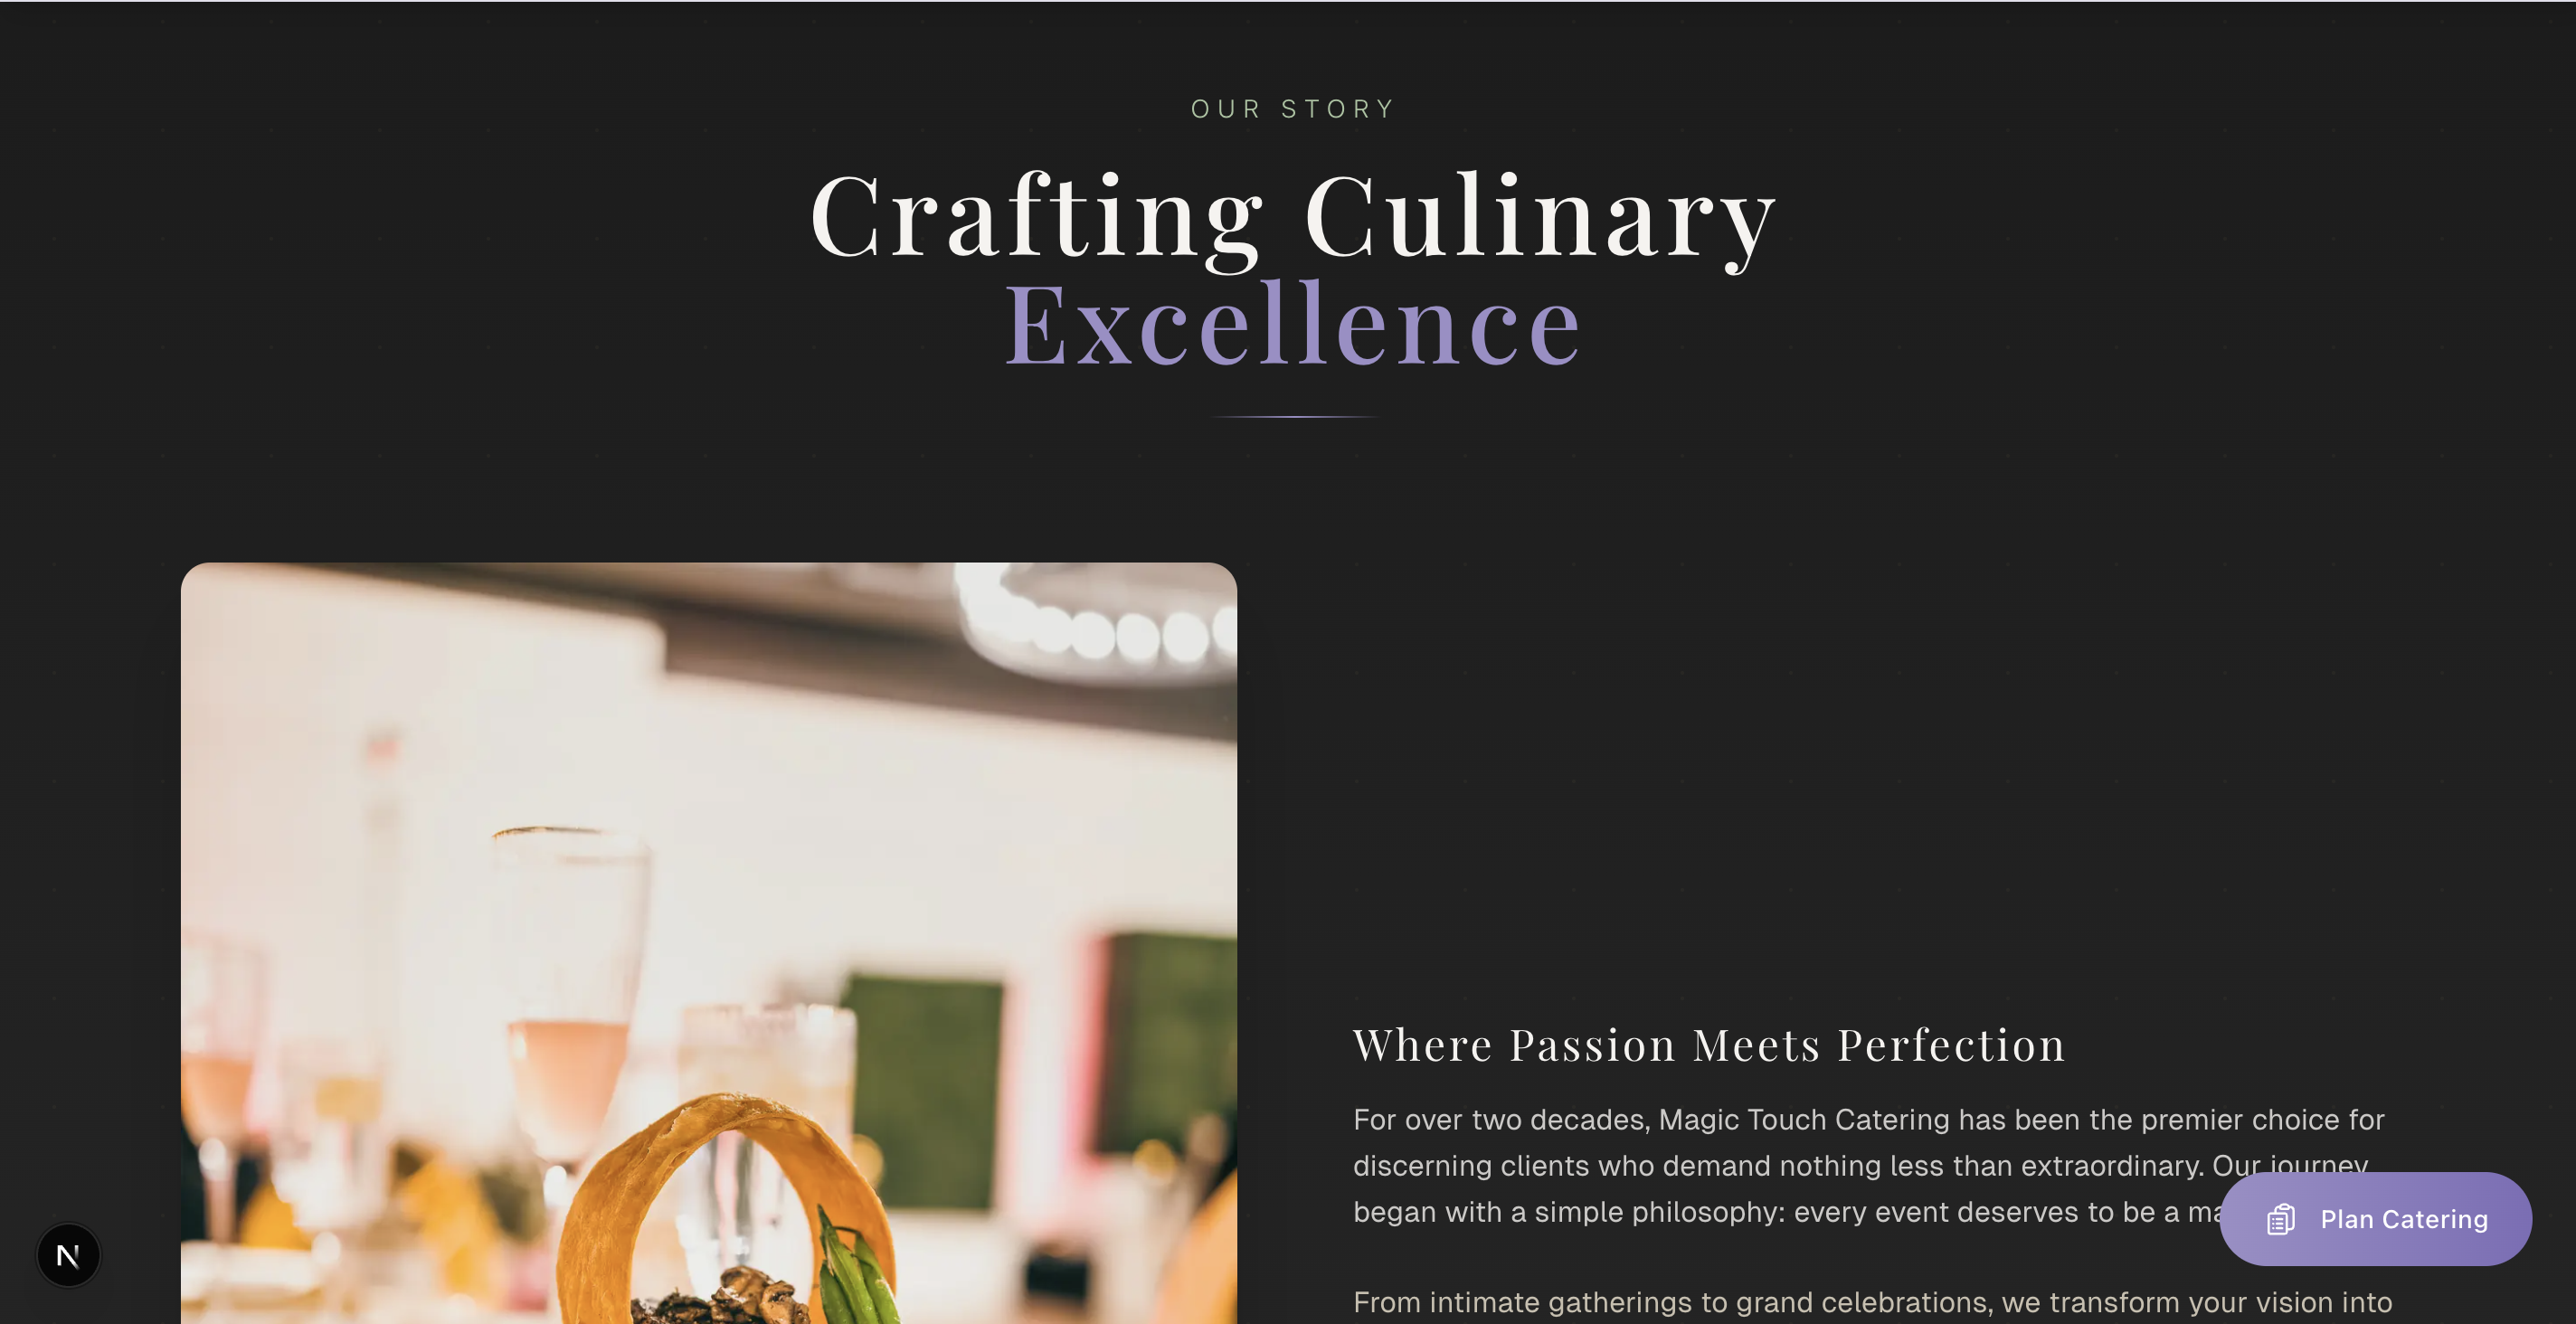 OUR STORY
Crafting Culinary
Excellence
Where Passion Meets Perfection
For over two decades, Magic Touch Catering has been the premier choice for
discerning clients who demand nothing less than extraordinary. Our journey
began with a simple philosophy: every event deserves to be a
Plan Catering
N
From intimate gatherings to grand celebrations, we transform your vision into